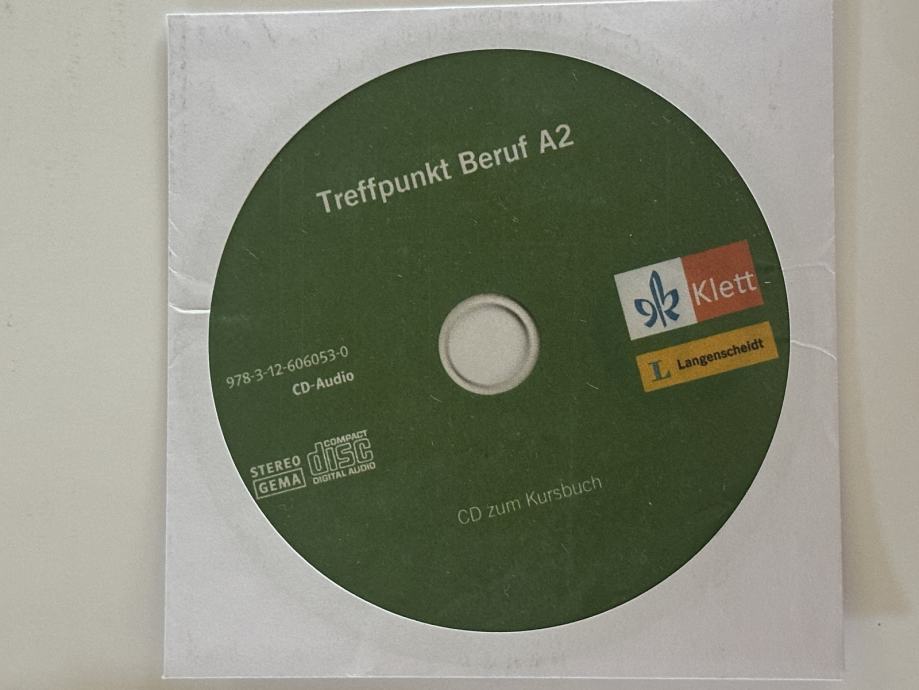 Treffpunkt Beruf A2
Klett
L Langenscheidt
978-3-12-606053-0
CD-Audio
COMPACT
disc
DIGITAL AUDIO
STEREO
GEMA
CD zum Kursbuch